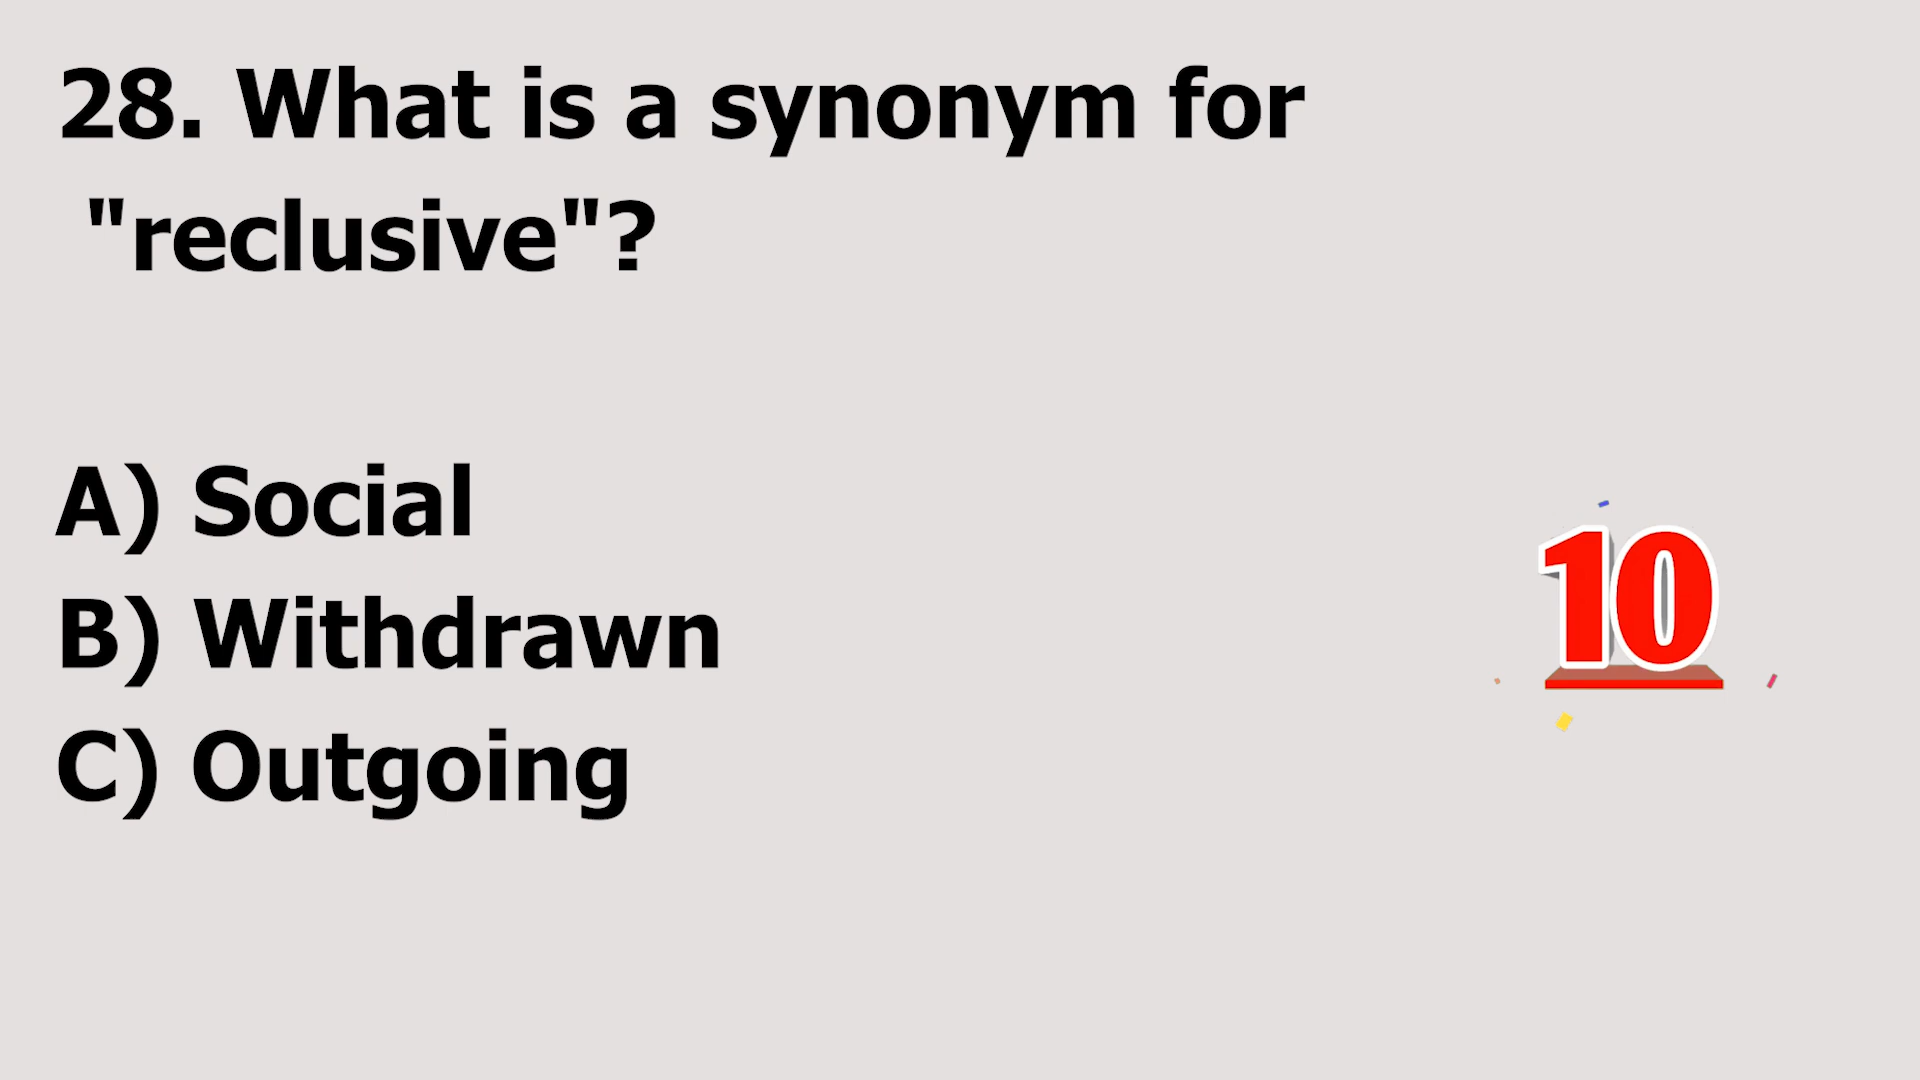 28. What is a synonym for
"reclusive"?
A) Social
B) Withdrawn
10
C) Outgoing